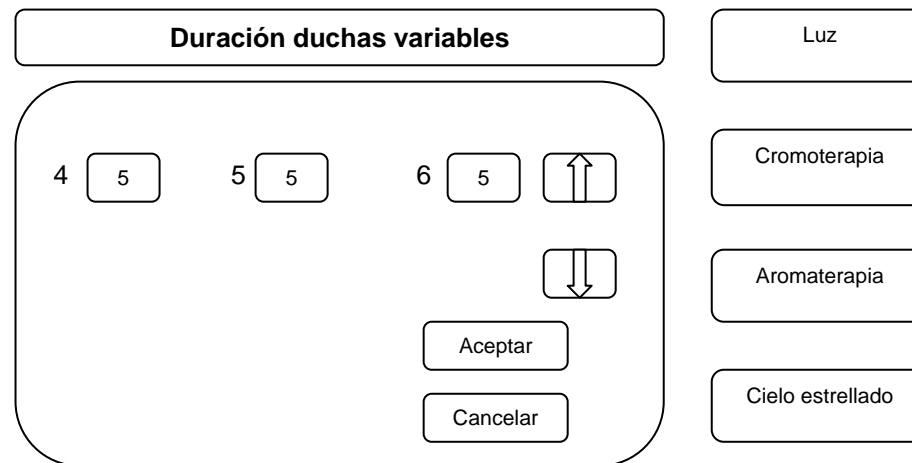 Duración duchas variables
4 5 5 5 6 5
Aceptar
Cancelar
Luz
Cromoterapia
Aromaterapia
Cielo estrellado